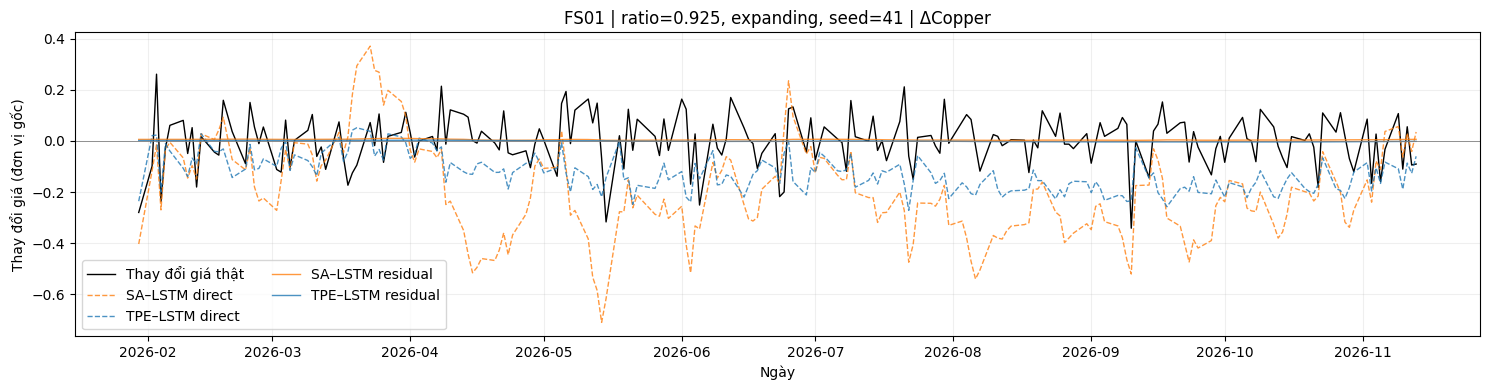 FS01 | ratio=0.925, expanding, seed=41 | ΔCopper
Thay đổi giá (đơn vị gốc)
0.4
0.2
0.0
−0.2
−0.4
−0.6
Thay đổi giá thật
SA–LSTM direct
TPE–LSTM direct
SA–LSTM residual
TPE–LSTM residual
2026-02 2026-03 2026-04 2026-05 2026-06 2026-07 2026-08 2026-09 2026-10 2026-11
Ngày